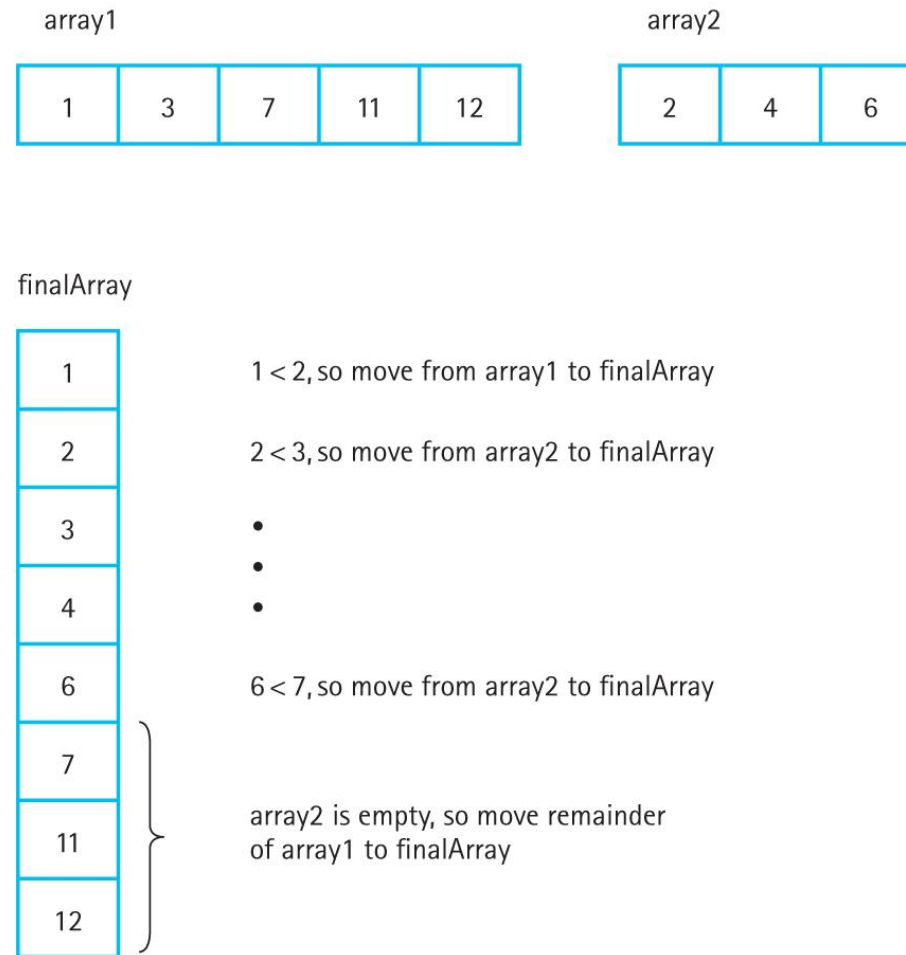 array1 array2
1 3 7 11 12 2 4 6
finalArray
1 1 < 2, so move from array1 to finalArray
2 2 < 3, so move from array2 to finalArray
3
4
6 6 < 7, so move from array2 to finalArray
7
array2 is empty, so move remainder
11 of array1 to finalArray
12